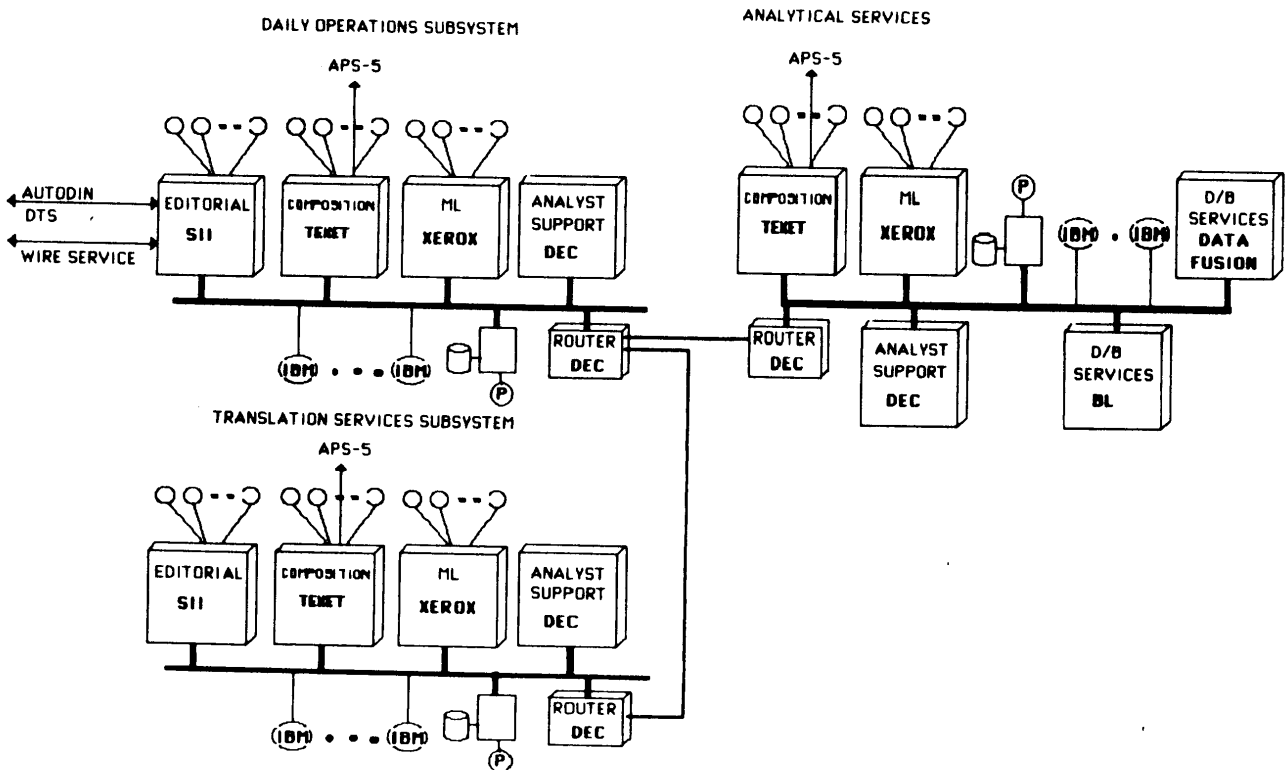 DAILY OPERATIONS SUBSYSTEM
APS-5
AUTODIN
DTS
WIRE SERVICE
EDITORIAL
SII
COMPOSITION
TEXET
ML
XEROX
ANALYST
SUPPORT
DEC
(IBM) (IBM)
P
ROUTER
DEC
ANALYTICAL SERVICES
APS-5
COMPOSITION
TEXET
ML
XEROX
P
(IBM) (IBM)
D/B
SERVICES
DATA
FUSION
ROUTER
DEC
ANALYST
SUPPORT
DEC
D/B
SERVICES
BL
TRANSLATION SERVICES SUBSYSTEM
APS-5
EDITORIAL
SII
COMPOSITION
TEXET
ML
XEROX
ANALYST
SUPPORT
DEC
(IBM) (IBM)
P
ROUTER
DEC